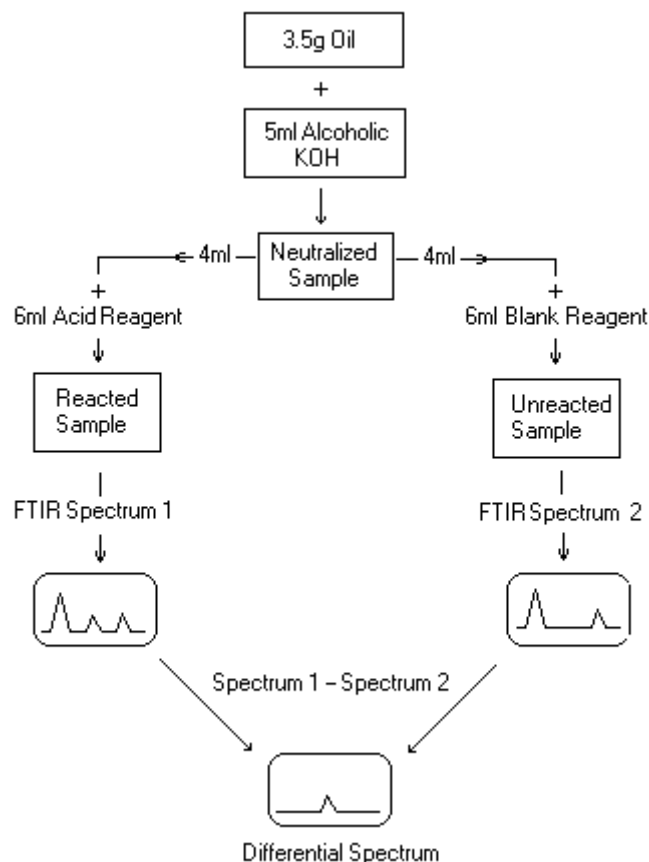 3.5g Oil
+
5ml Alcoholic
KOH
Neutralized
Sample
4ml
4ml
+
6ml Acid Reagent
+
6ml Blank Reagent
Reacted
Sample
Unreacted
Sample
FTIR Spectrum 1
FTIR Spectrum 2
Spectrum 1 – Spectrum 2
Differential Spectrum